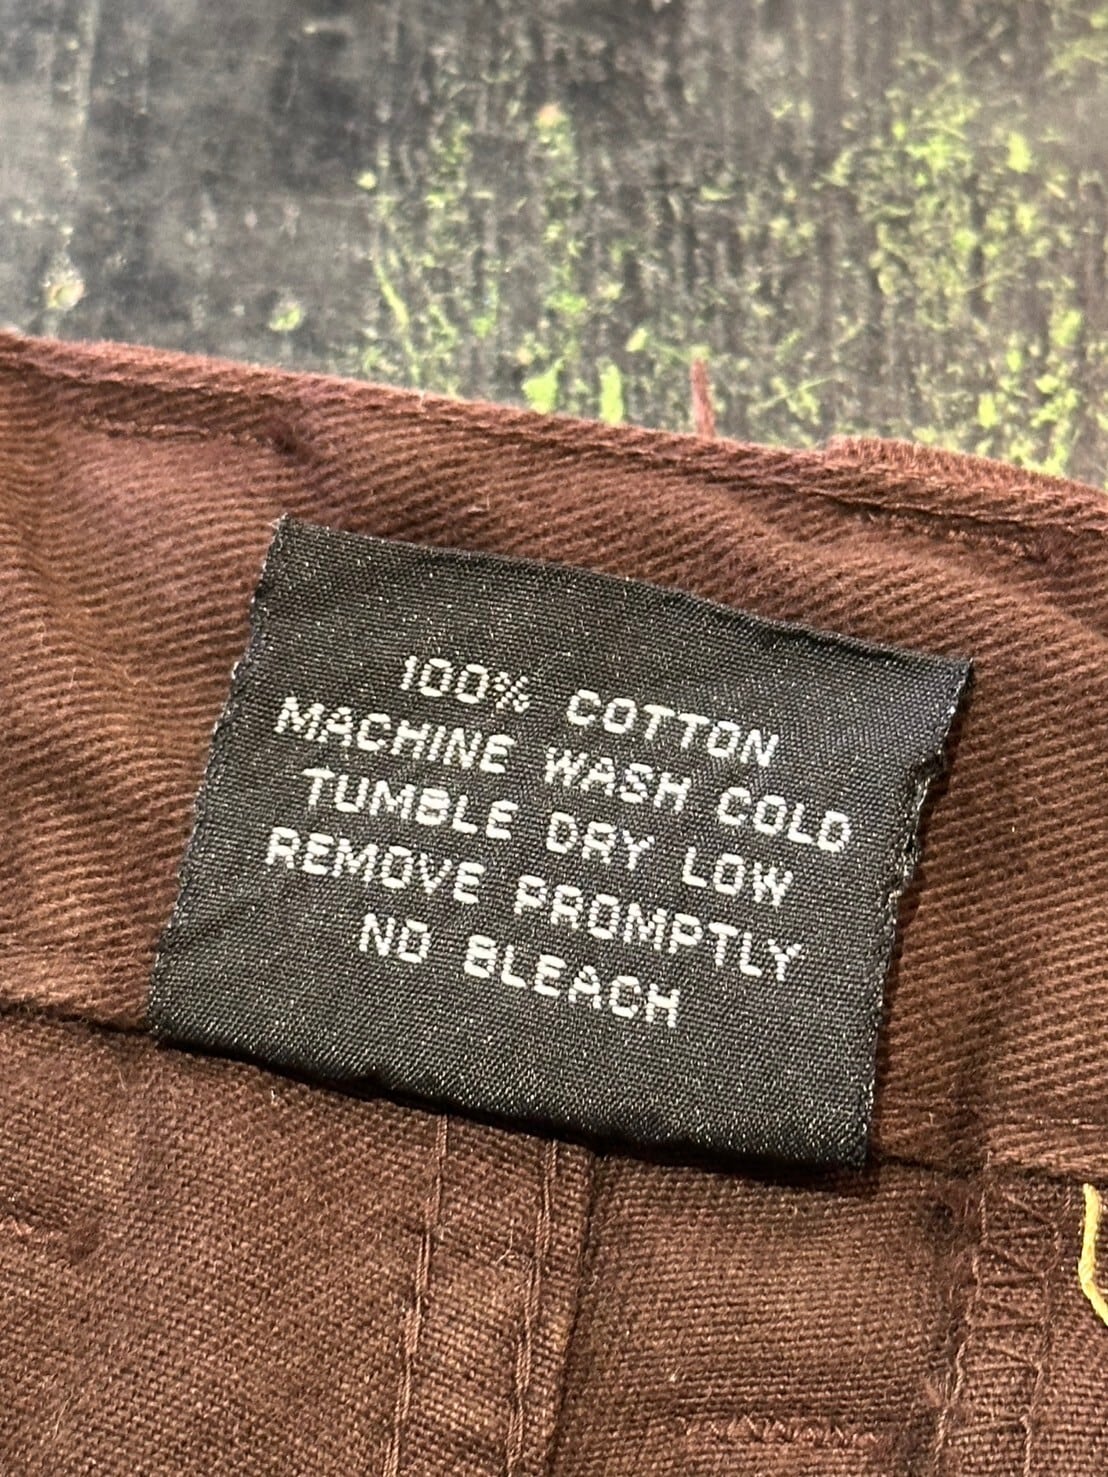 100% COTTON
MACHINE WASH COLD
TUMBLE DRY LOW
REMOVE PROMPTLY
NO BLEACH